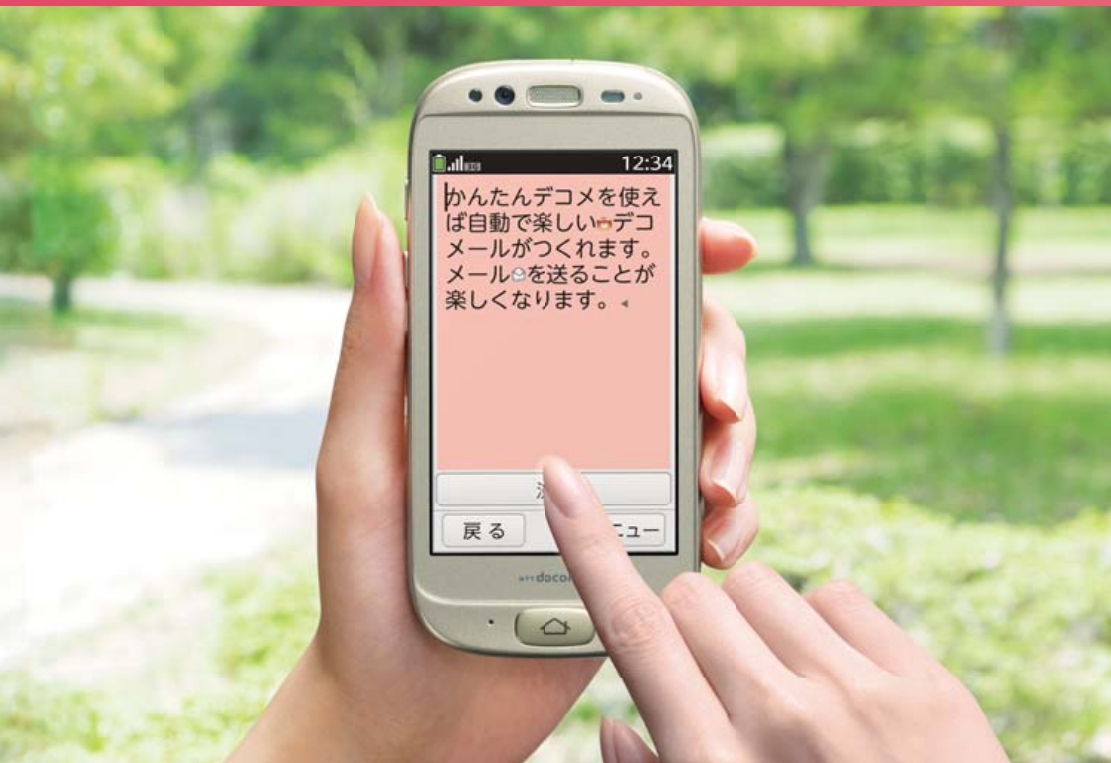 12:34
かんたんデコメを使え
ば自動で楽しいデコ
メールがつくれます。
メールを送ることが
楽しくなります。
戻る